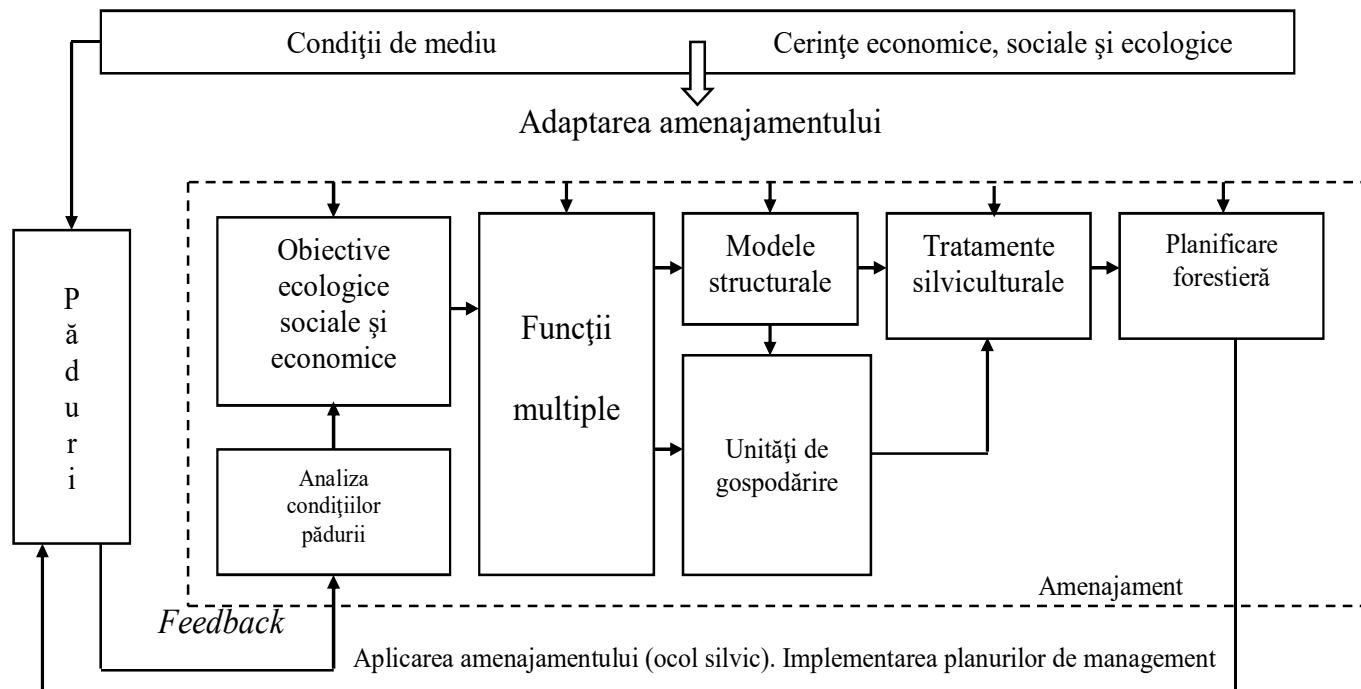 Condiţii de mediu
Cerinţe economice, sociale şi ecologice
Adaptarea amenajamentului
P
ă
d
u
r
i
Obiective
ecologice
sociale şi
economice
Analiza
condiţiilor
pădurii
Funcţii
multiple
Modele
structurale
Unităţi de
gospodărire
Tratamente
silviculturale
Planificare
forestieră
Amenajament
Feedback
Aplicarea amenajamentului (ocol silvic). Implementarea planurilor de management